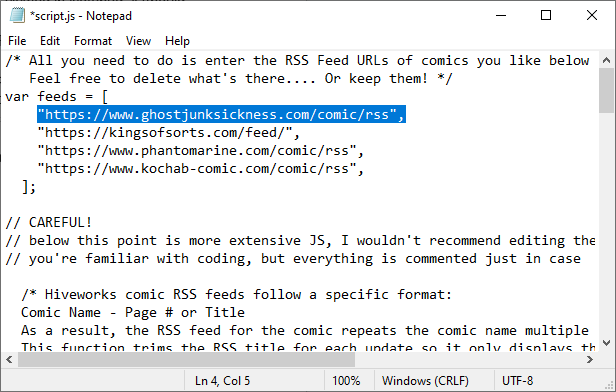 *script.js - Notepad
File Edit Format View Help
/* All you need to do is enter the RSS Feed URLs of comics you like below
Feel free to delete what's there.... Or keep them! */
var feeds = [
"https://www.ghostjunksickness.com/comic/rss",
"https://kingsofsorts.com/feed/",
"https://www.phantomarine.com/comic/rss",
"https://www.kochab-comic.com/comic/rss",
];
// CAREFUL!
// below this point is more extensive JS, I wouldn't recommend editing the
// you're familiar with coding, but everything is commented just in case
/* Hiveworks comic RSS feeds follow a specific format:
Comic Name - Page # or Title
As a result, the RSS feed for the comic repeats the comic name multiple
This function trims the RSS title for each update so it only displays th
Ln 4, Col 5 100% Windows (CRLF) UTF-8